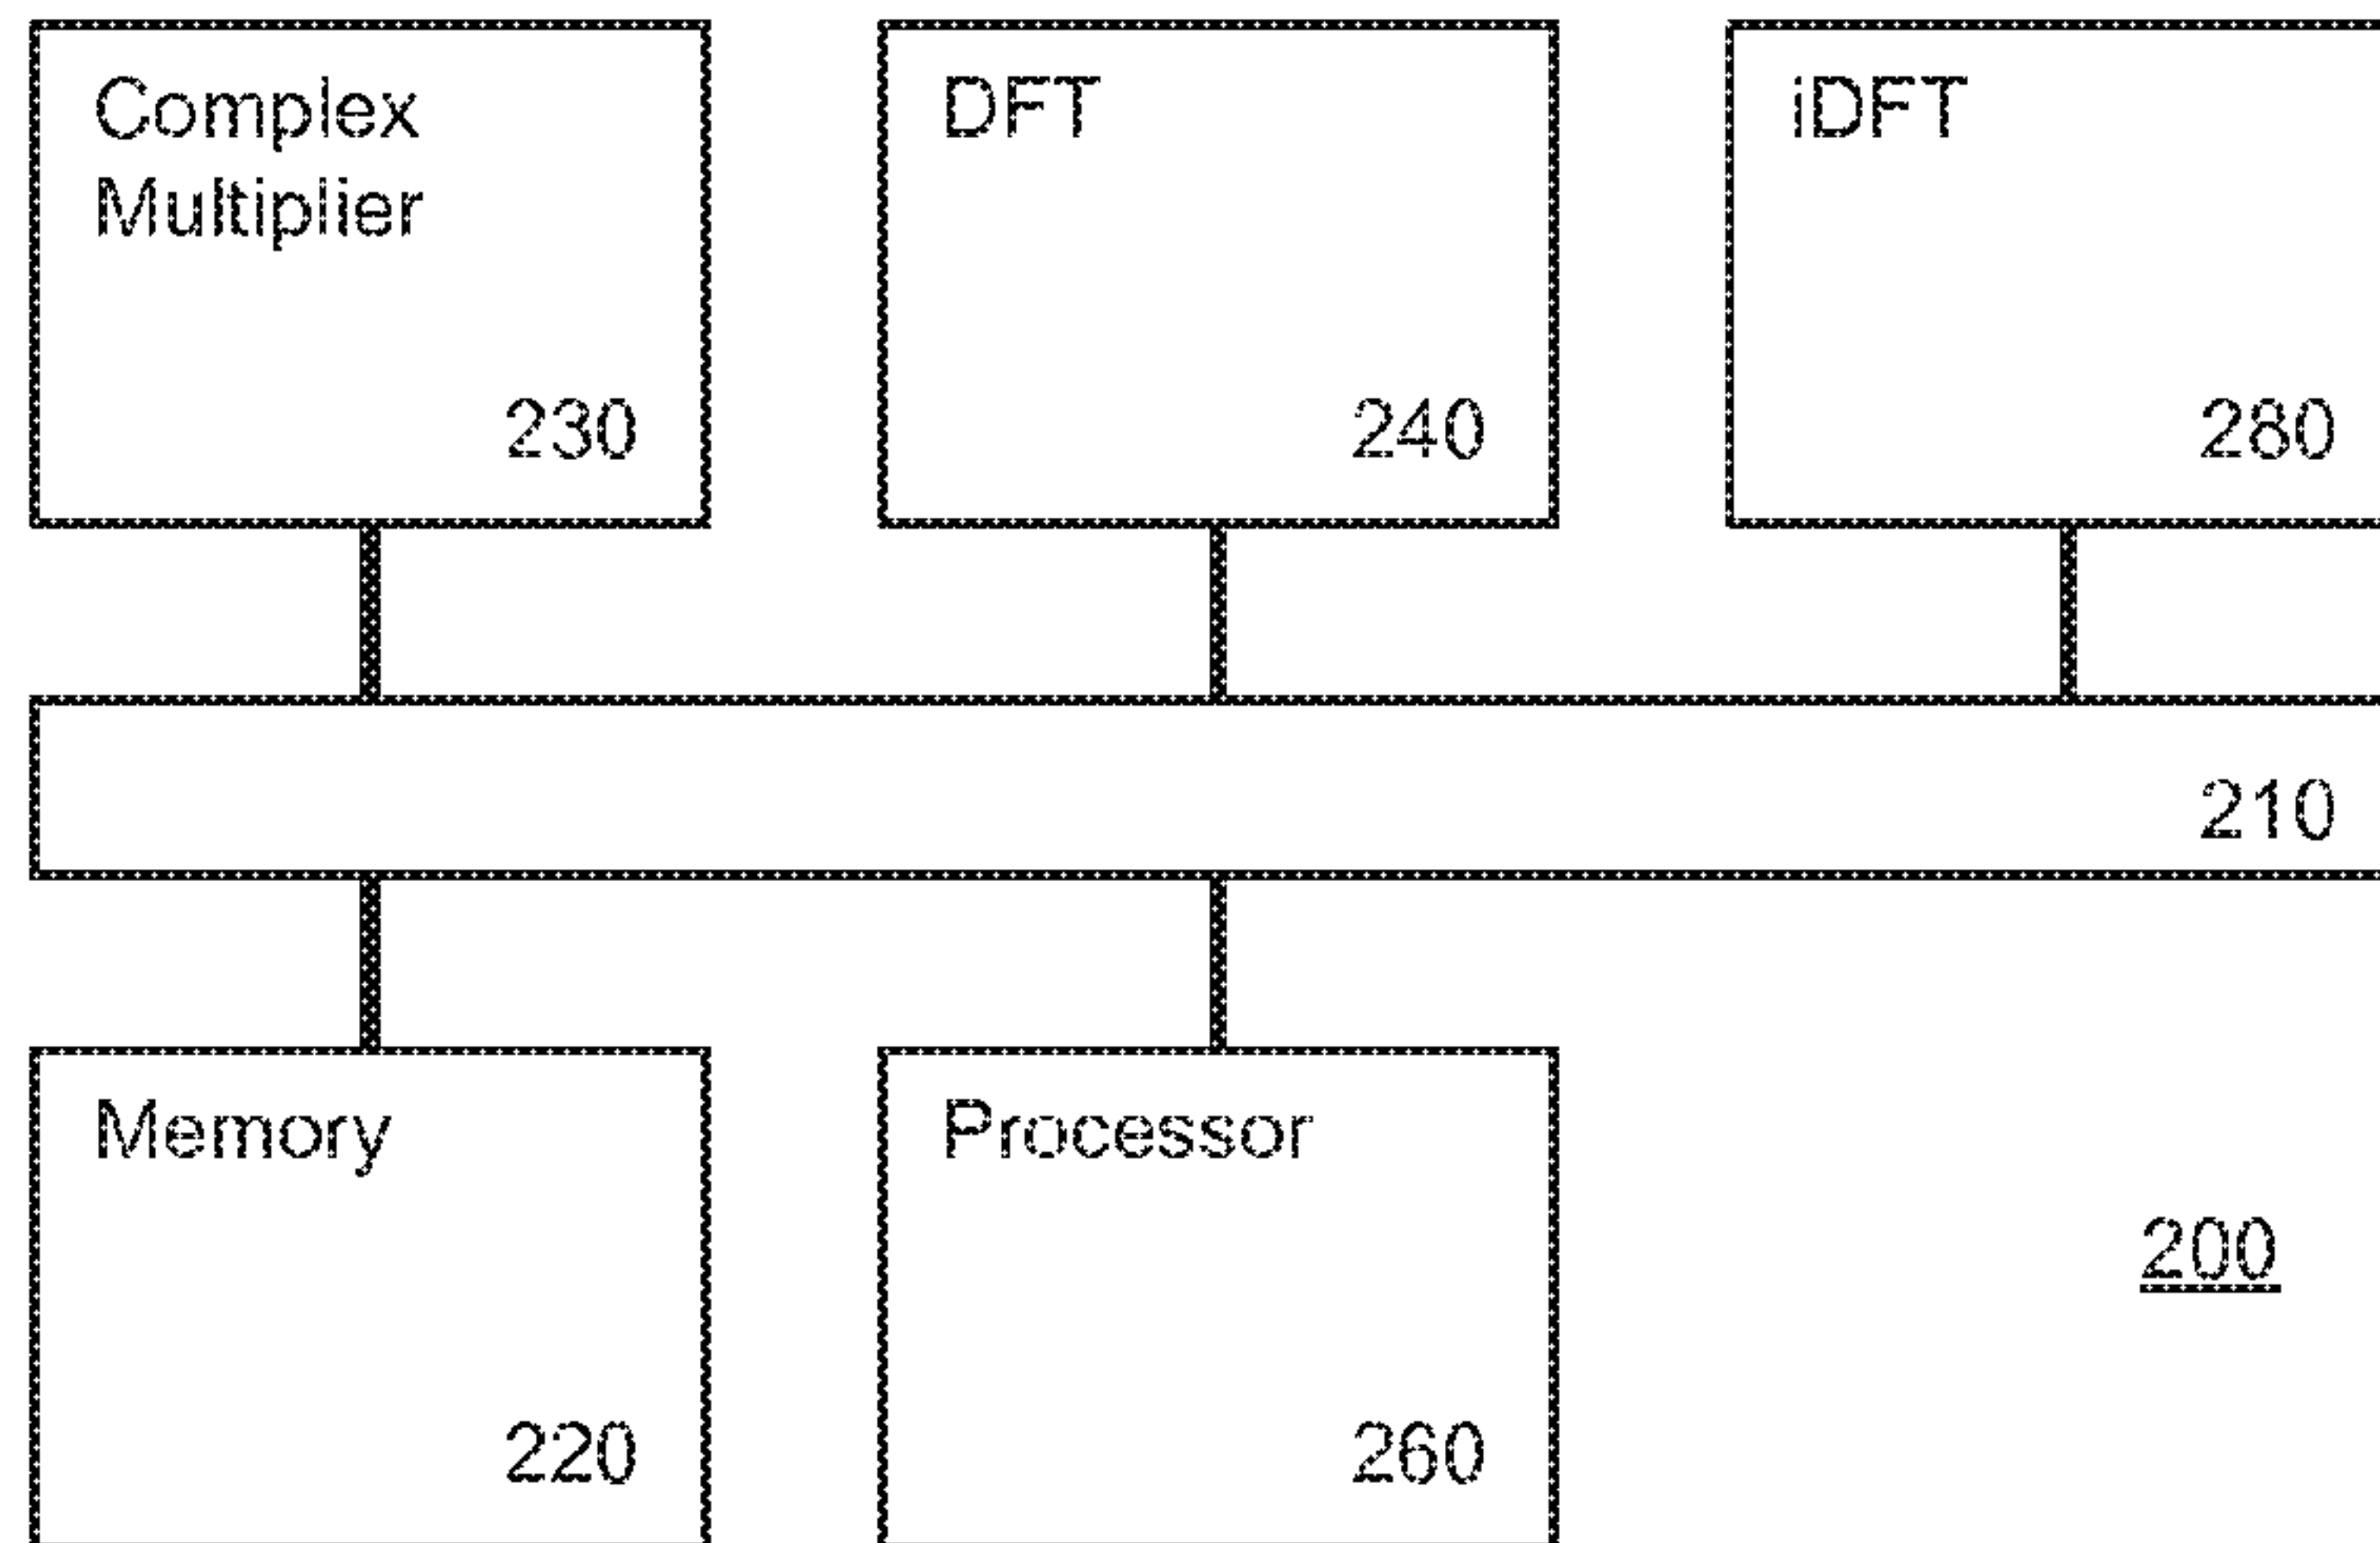 Complex
Multiplier
230
DFT
240
iDFT
280
210
Memory
220
Processor
260
200